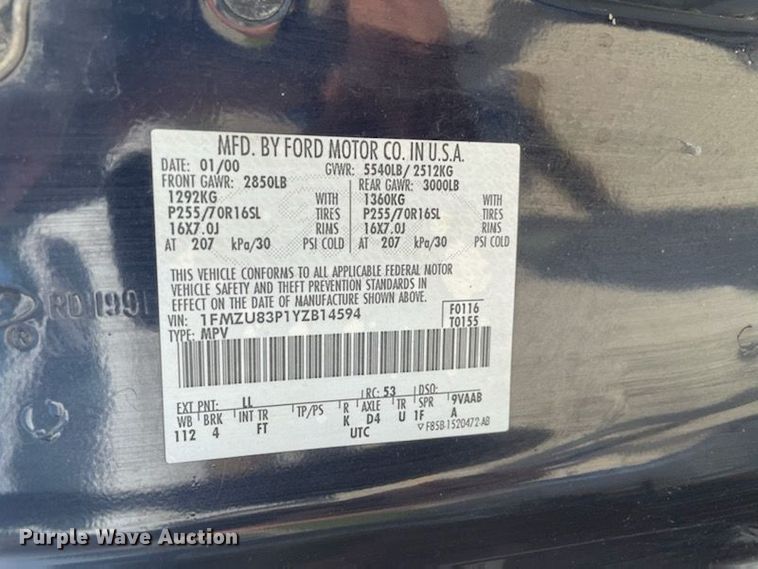 MFD. BY FORD MOTOR CO. IN U.S.A.
DATE: 01/00 GVWR: 5540LB/ 2512KG
FRONT GAWR: 2850LB REAR GAWR: 3000LB
1292KG WITH 1360KG WITH
P255/70R16SL TIRES P255/70R16SL TIRES
16X7.0J RIMS 16X7.0J RIMS
AT 207 kPa/30 PSI COLD AT 207 kPa/30 PSI COLD
THIS VEHICLE CONFORMS TO ALL APPLICABLE FEDERAL MOTOR
VEHICLE SAFETY AND THEFT PREVENTION STANDARDS IN
EFFECT ON THE DATE OF MANUFACTURE SHOWN ABOVE.
VIN: 1FMZU83P1YZB14594 F0116
TYPE: MPV T0155
EXT PNT: LL RC: 53 DSO:
WB BRK INT TR TP/PS R AXLE TR SPR 9VAAB
112 4 FT K D4 U 1F A
UTC ▽ F85B-1520472-AB
RD 1991
Purple Wave Auction